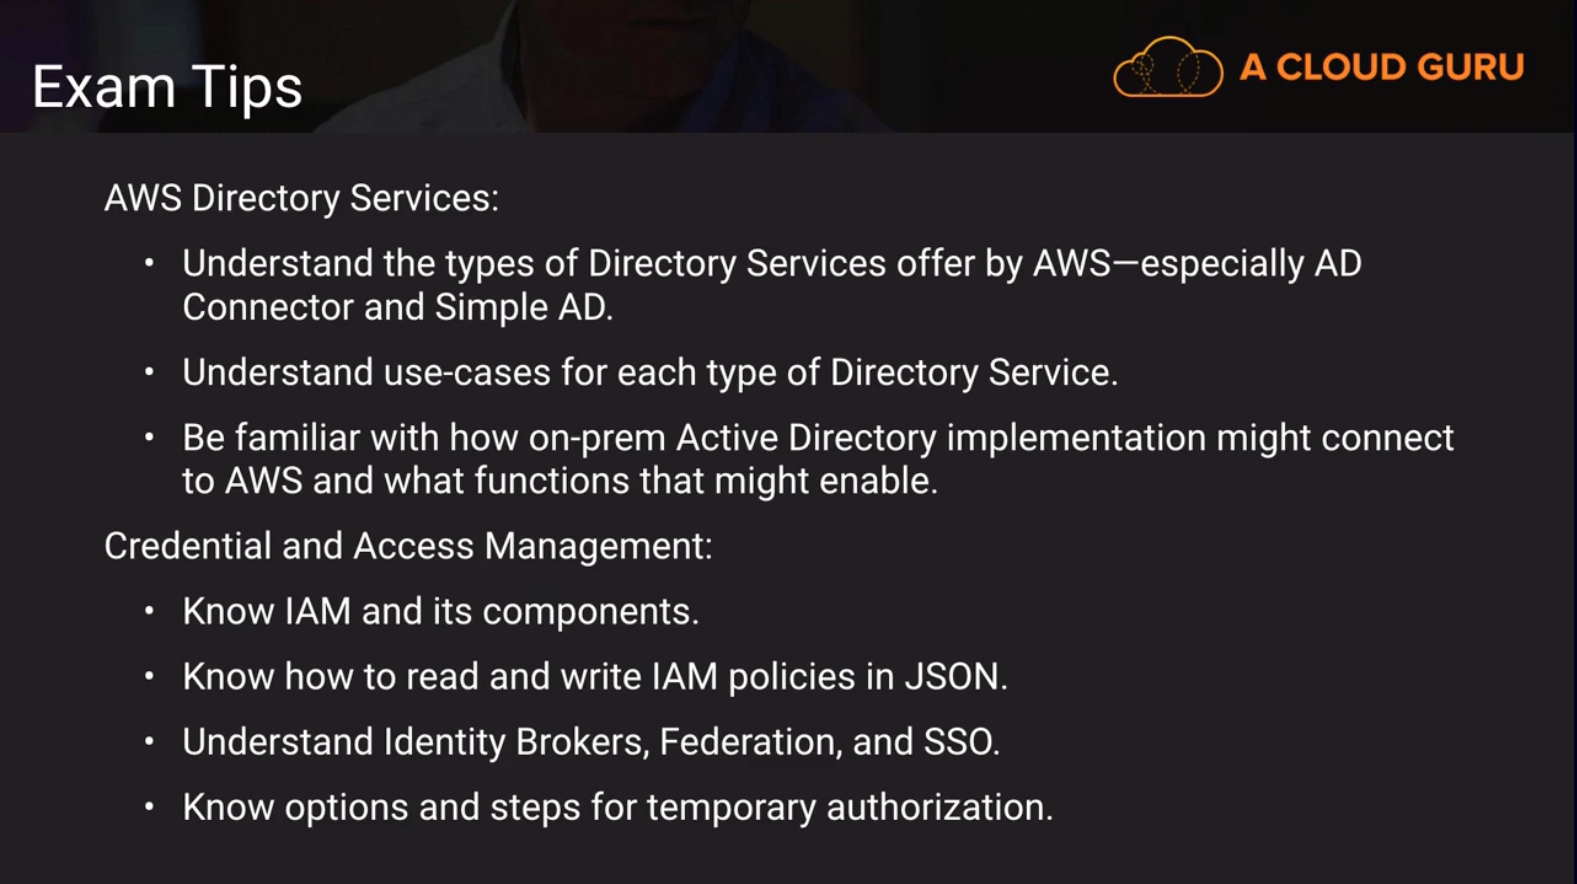 Exam Tips
A CLOUD GURU
AWS Directory Services:
• Understand the types of Directory Services offer by AWS—especially AD
Connector and Simple AD.
• Understand use-cases for each type of Directory Service.
• Be familiar with how on-prem Active Directory implementation might connect
to AWS and what functions that might enable.
Credential and Access Management:
• Know IAM and its components.
• Know how to read and write IAM policies in JSON.
• Understand Identity Brokers, Federation, and SSO.
• Know options and steps for temporary authorization.